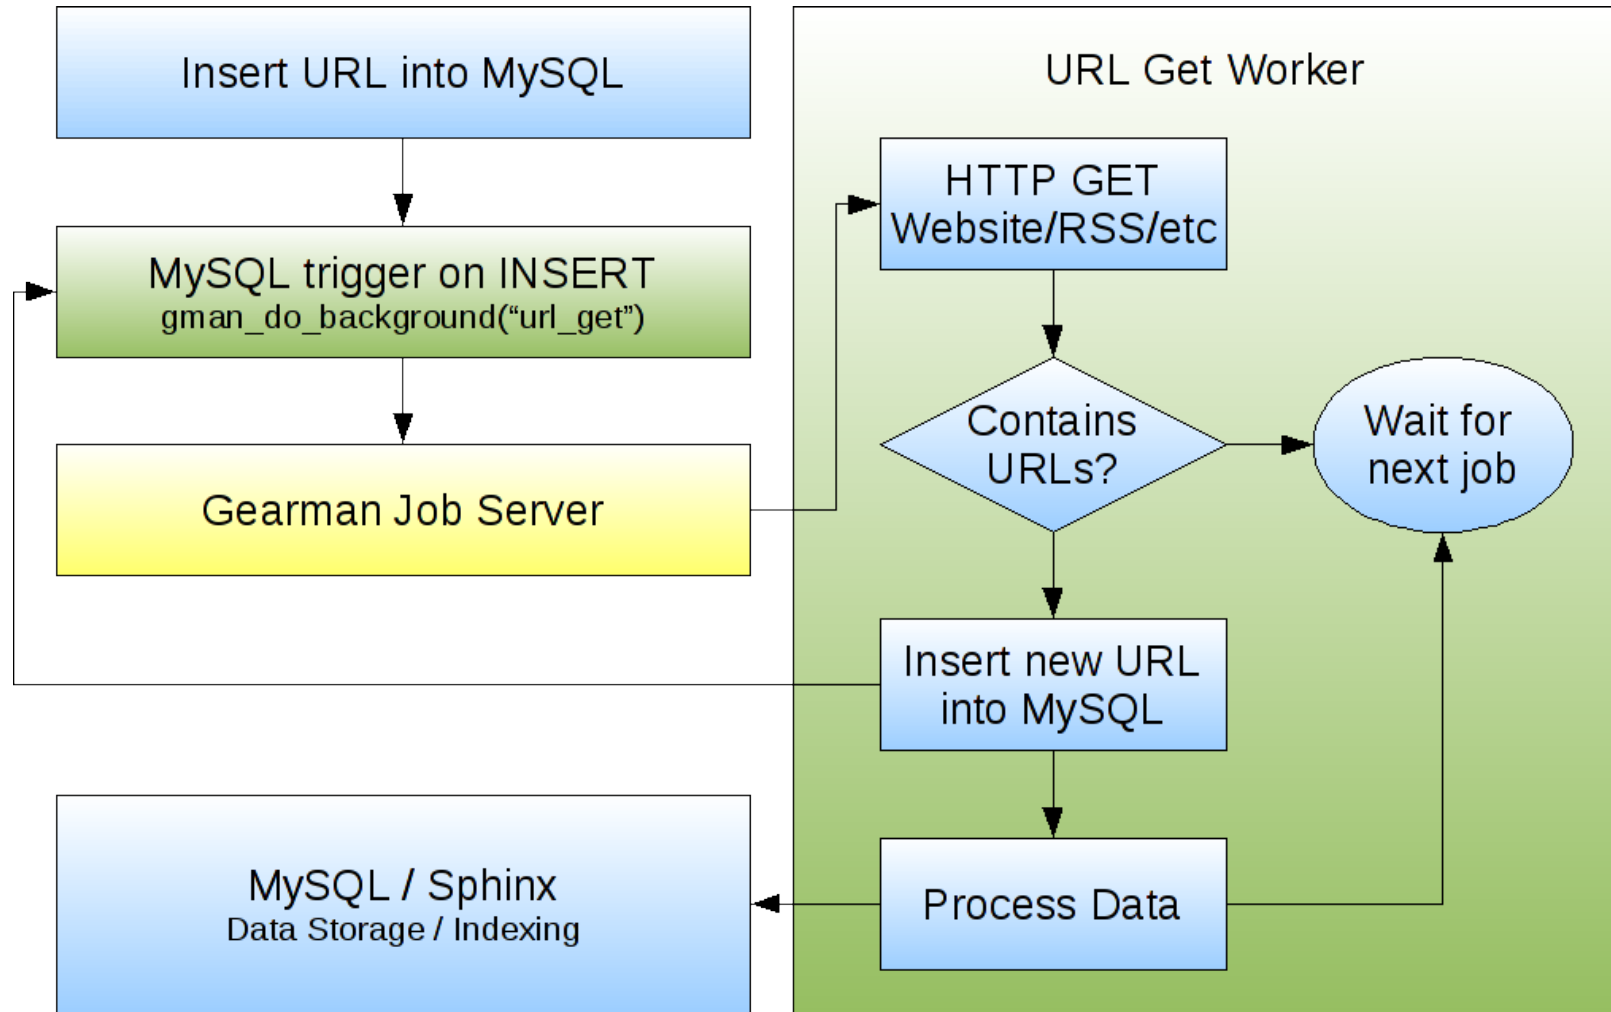 Insert URL into MySQL
MySQL trigger on INSERT
gman_do_background(“url_get”)
Gearman Job Server
MySQL / Sphinx
Data Storage / Indexing
URL Get Worker
HTTP GET
Website/RSS/etc
Contains
URLs?
Wait for
next job
Insert new URL
into MySQL
Process Data